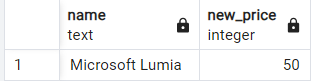 name new_price
text integer
1 Microsoft Lumia 50